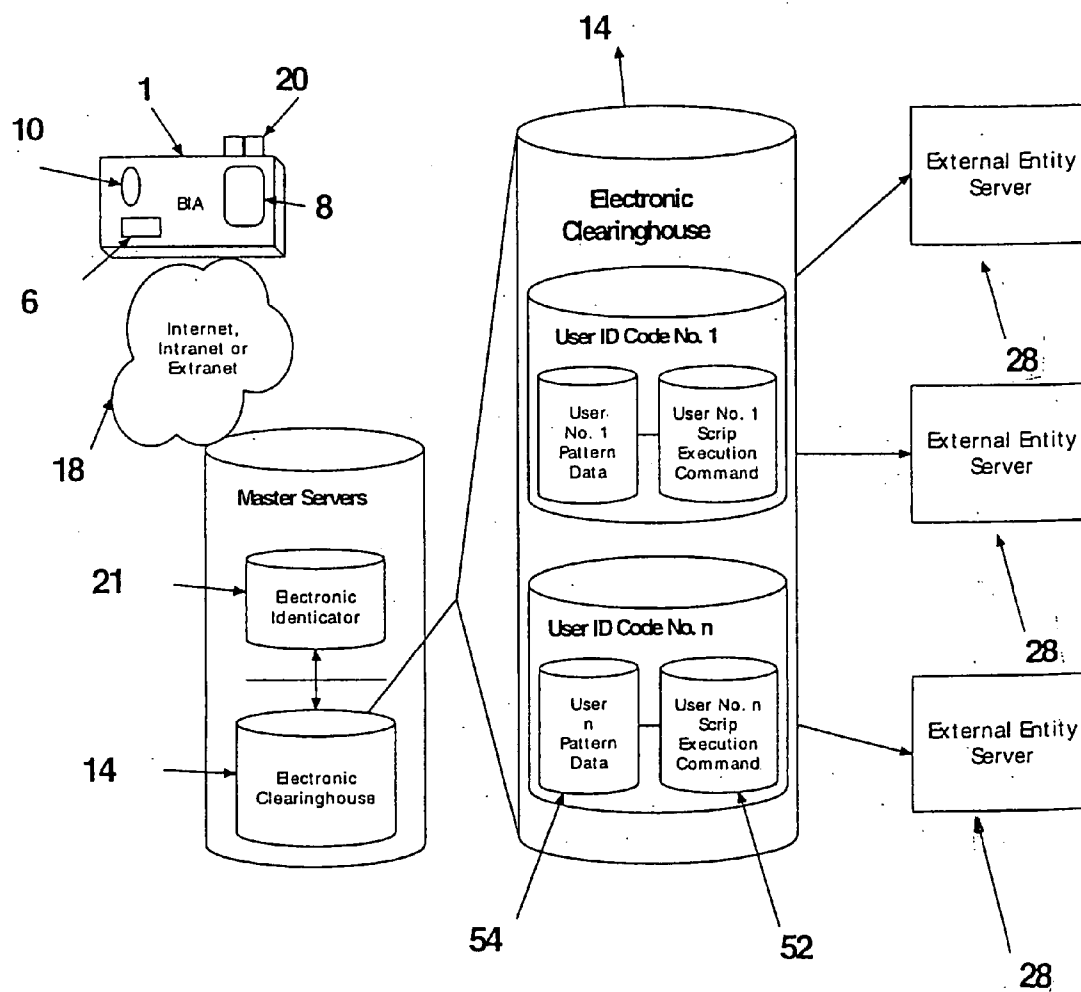 14
20
1
10
BIA
8
6
Internet,
Intranet or
Extranet
18
Master Servers
21
Electronic
Identicator
14
Electronic
Clearinghouse
Electronic
Clearinghouse
User ID Code No. 1
User
No. 1
Pattern
Data
User No. 1
Scrip
Execution
Command
User ID Code No. n
User
n
Pattern
Data
User No. n
Scrip
Execution
Command
54
52
External Entity
Server
28
External Entity
Server
28
External Entity
Server
28